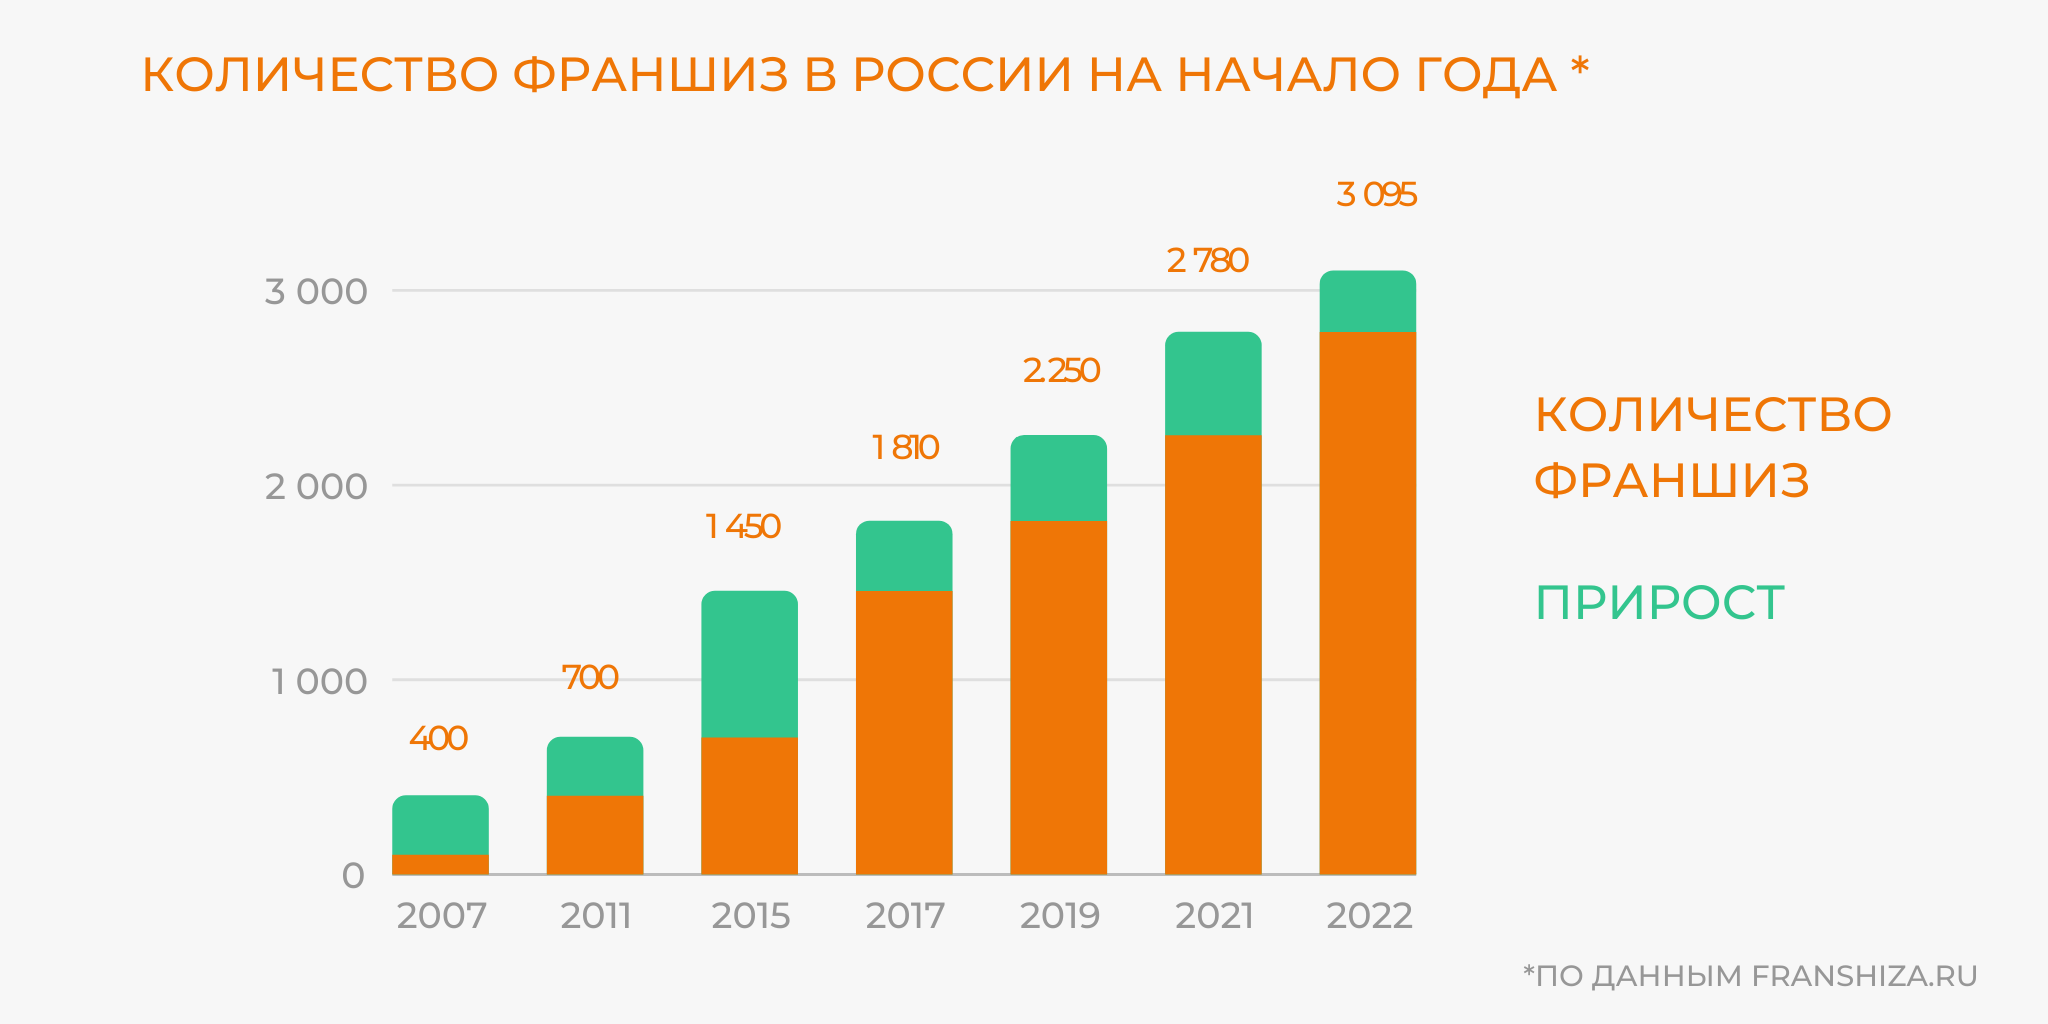 КОЛИЧЕСТВО ФРАНШИЗ В РОССИИ НА НАЧАЛО ГОДА *
3 095
2 780
3 000
2 250
КОЛИЧЕСТВО
ФРАНШИЗ
1 810
2 000
1 450
ПРИРОСТ
1 000
700
400
0
2007 2011 2015 2017 2019 2021 2022
*ПО ДАННЫМ FRANSHIZA.RU